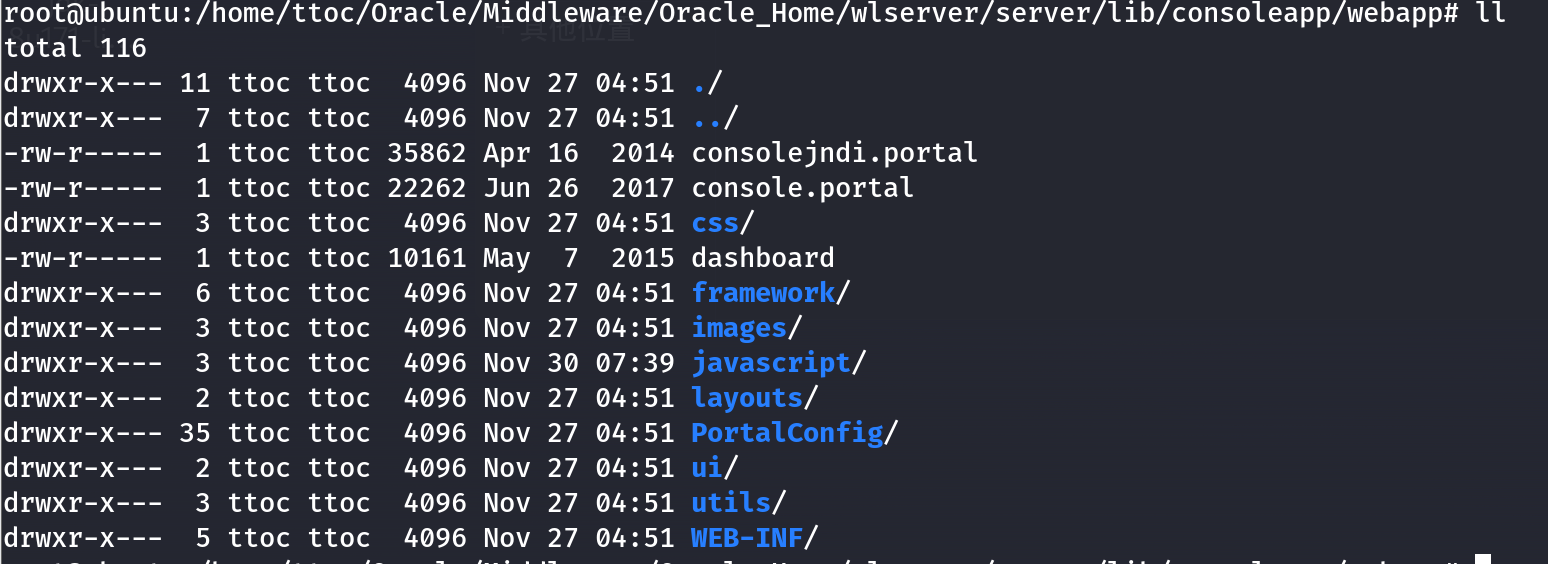 root@ubuntu:/home/ttoc/Oracle/Middleware/Oracle_Home/wlserver/server/lib/consoleapp/webapp# ll
total 116
drwxr-x--- 11 ttoc ttoc  4096 Nov 27 04:51 ./
drwxr-x---  7 ttoc ttoc  4096 Nov 27 04:51 ../
-rw-r-----  1 ttoc ttoc 35862 Apr 16  2014 consolejndi.portal
-rw-r-----  1 ttoc ttoc 22262 Jun 26  2017 console.portal
drwxr-x---  3 ttoc ttoc  4096 Nov 27 04:51 css/
-rw-r-----  1 ttoc ttoc 10161 May  7  2015 dashboard
drwxr-x---  6 ttoc ttoc  4096 Nov 27 04:51 framework/
drwxr-x---  3 ttoc ttoc  4096 Nov 27 04:51 images/
drwxr-x---  3 ttoc ttoc  4096 Nov 30 07:39 javascript/
drwxr-x---  2 ttoc ttoc  4096 Nov 27 04:51 layouts/
drwxr-x--- 35 ttoc ttoc  4096 Nov 27 04:51 PortalConfig/
drwxr-x---  2 ttoc ttoc  4096 Nov 27 04:51 ui/
drwxr-x---  3 ttoc ttoc  4096 Nov 27 04:51 utils/
drwxr-x---  5 ttoc ttoc  4096 Nov 27 04:51 WEB-INF/